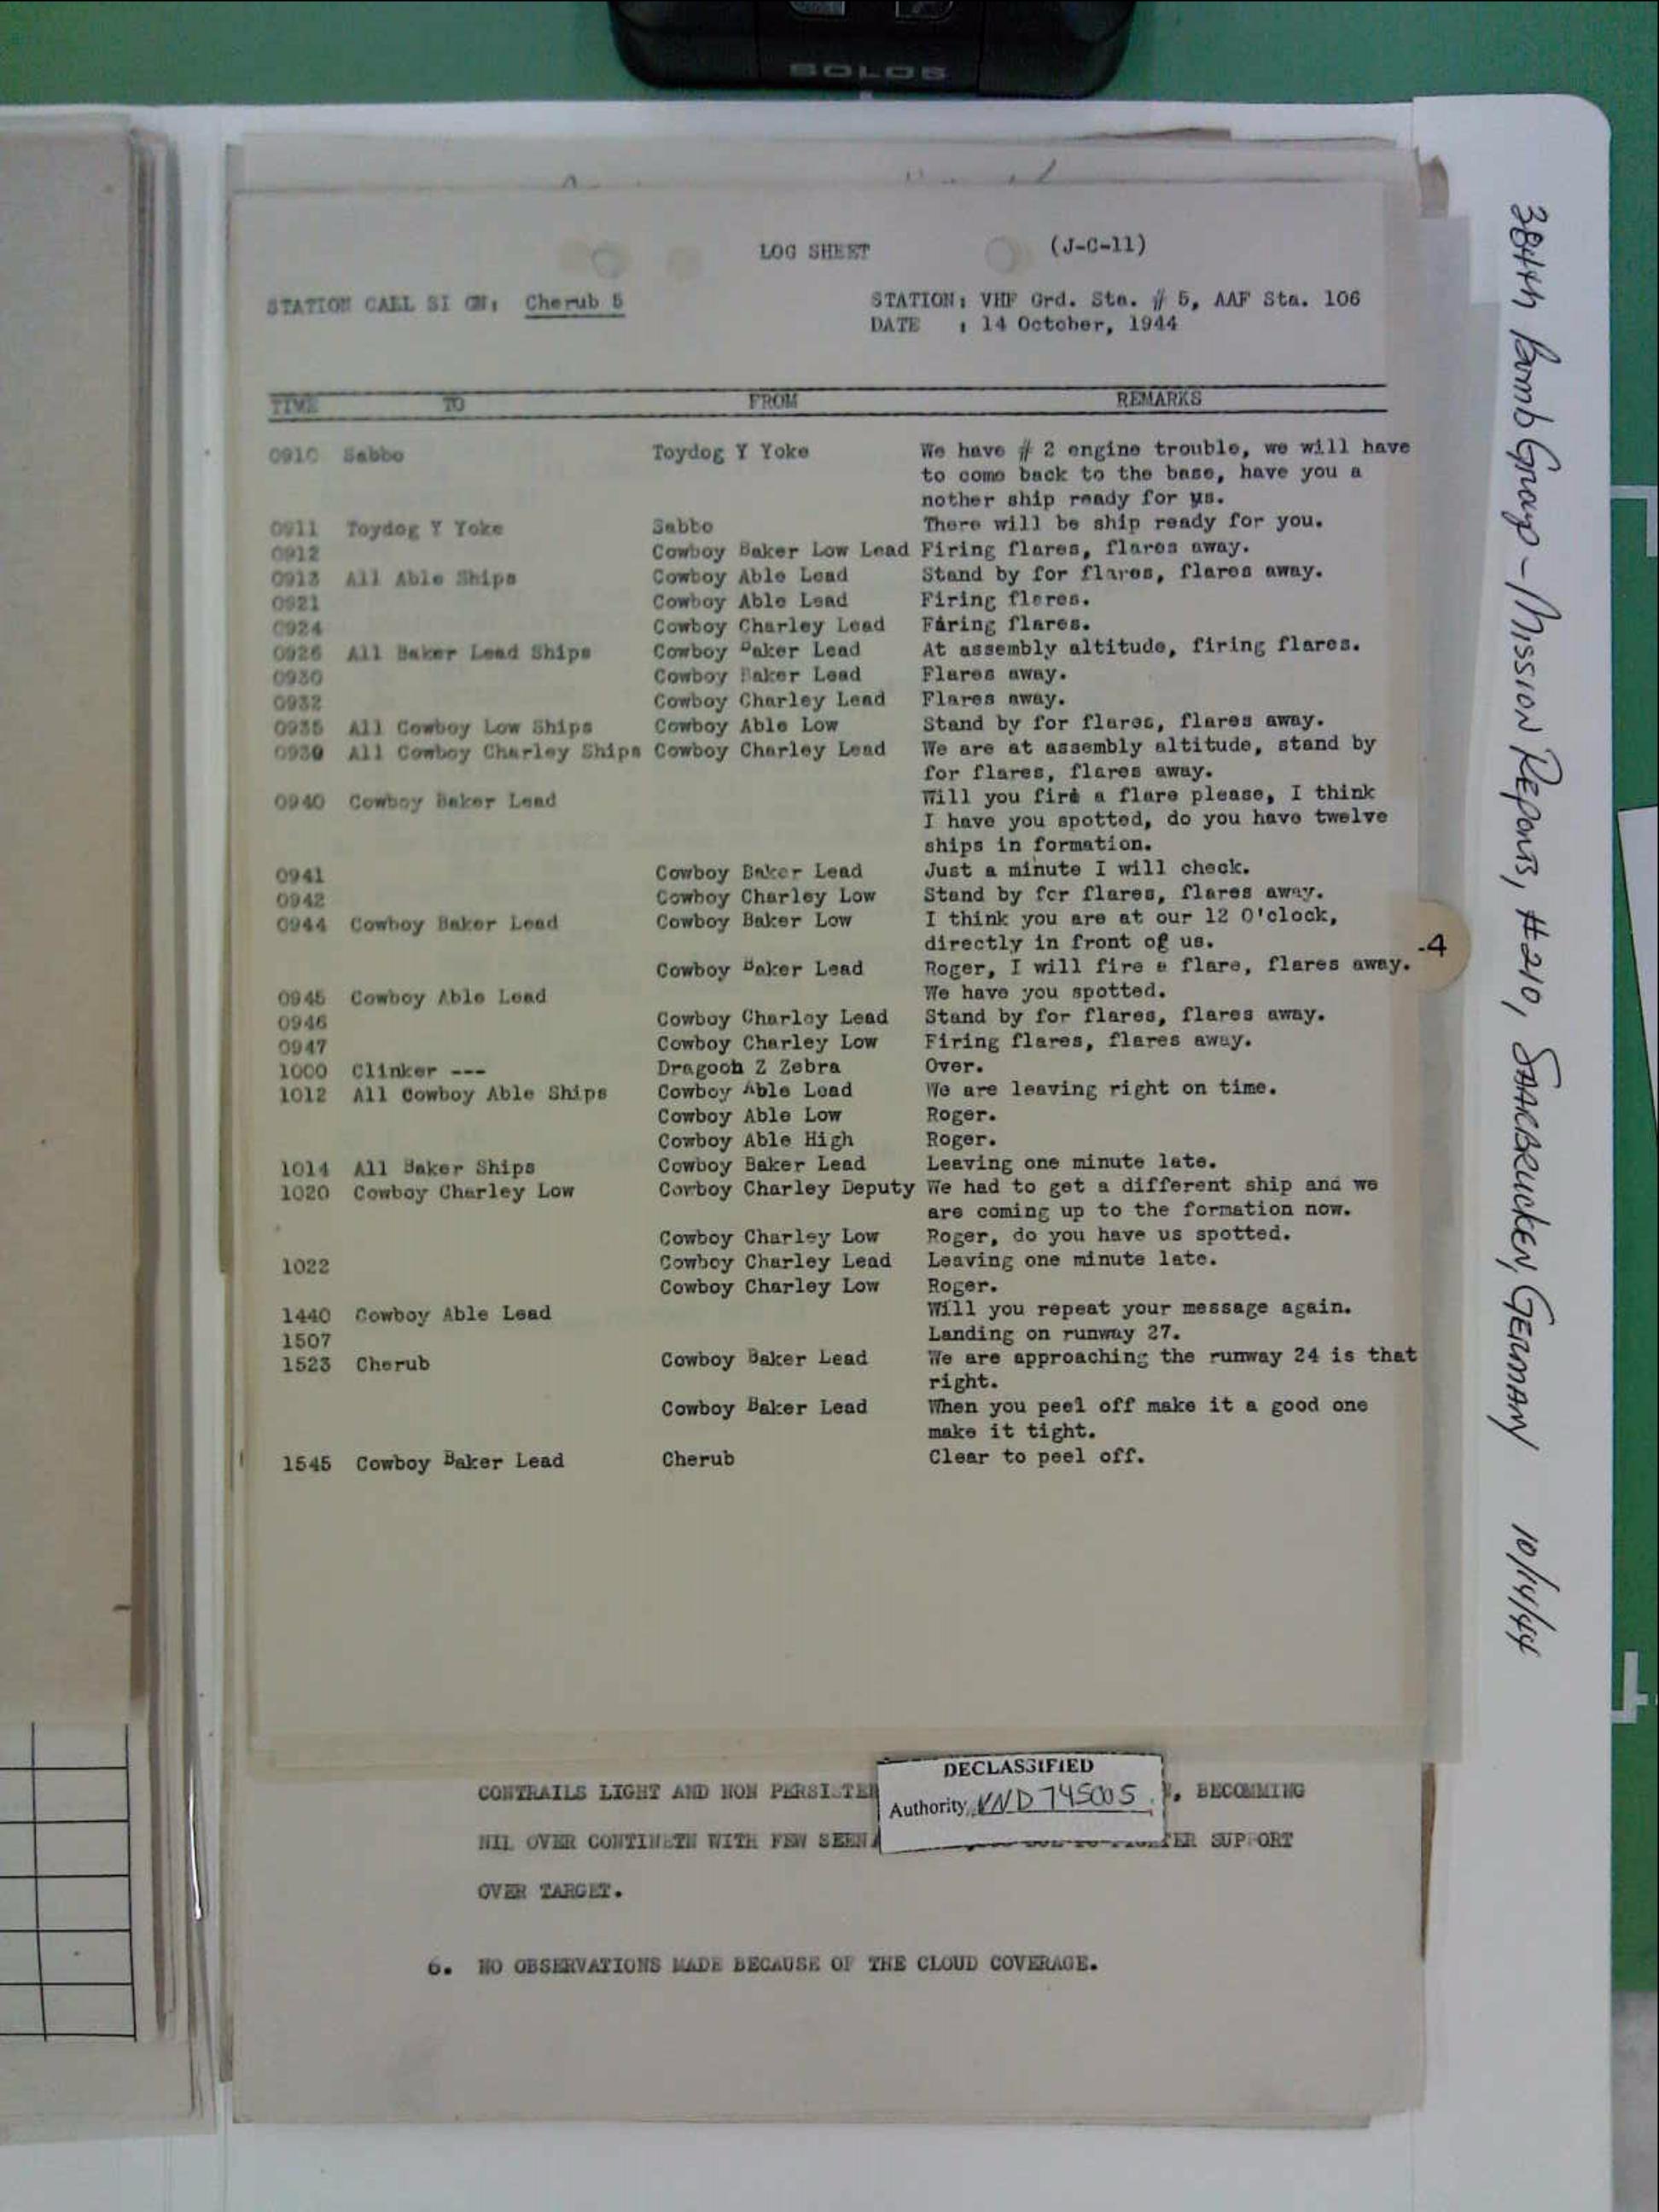 SOLOS
LOG SHEET (J-C-11)
STATION CALL SI GN: Cherub 5 STATION: VHF Grd. Sta. # 5, AAF Sta. 106
DATE : 14 October, 1944
TIME TO FROM REMARKS
0910 Sabbo Toydog Y Yoke We have # 2 engine trouble, we will have
to come back to the base, have you a
nother ship ready for us.
0911 Toydog Y Yoke Sabbo There will be ship ready for you.
0912 Cowboy Baker Low Lead Firing flares, flares away.
0913 All Able Ships Cowboy Able Lead Stand by for flares, flares away.
0921 Cowboy Able Lead Firing flares.
0924 Cowboy Charley Lead Fáring flares.
0926 All Baker Lead Ships Cowboy Baker Lead At assembly altitude, firing flares.
0930 Cowboy Baker Lead Flares away.
0932 Cowboy Charley Lead Flares away.
0935 All Cowboy Low Ships Cowboy Able Low Stand by for flares, flares away.
0939 All Cowboy Charley Ships Cowboy Charley Lead We are at assembly altitude, stand by
for flares, flares away.
0940 Cowboy Baker Lead Will you fire a flare please, I think
I have you spotted, do you have twelve
ships in formation.
0941 Cowboy Baker Lead Just a minute I will check.
0942 Cowboy Charley Low Stand by for flares, flares away.
0944 Cowboy Baker Lead Cowboy Baker Low I think you are at our 12 O'clock,
directly in front of us.
Cowboy Baker Lead Roger, I will fire a flare, flares away.
0945 Cowboy Able Lead We have you spotted.
0946 Cowboy Charley Lead Stand by for flares, flares away.
0947 Cowboy Charley Low Firing flares, flares away.
1000 Clinker --- Dragooh Z Zebra Over.
1012 All Cowboy Able Ships Cowboy Able Lead We are leaving right on time.
Cowboy Able Low Roger.
Cowboy Able High Roger.
1014 All Baker Ships Cowboy Baker Lead Leaving one minute late.
1020 Cowboy Charley Low Cowboy Charley Deputy We had to get a different ship and we
are coming up to the formation now.
Cowboy Charley Low Roger, do you have us spotted.
1022 Cowboy Charley Lead Leaving one minute late.
Cowboy Charley Low Roger.
1440 Cowboy Able Lead Will you repeat your message again.
1507 Landing on runway 27.
1523 Cherub Cowboy Baker Lead We are approaching the runway 24 is that
right.
Cowboy Baker Lead When you peel off make it a good one
make it tight.
1545 Cowboy Baker Lead Cherub Clear to peel off.
-4
384th Bomb Group - Mission Reports, #210, Saarbrucken, Germany 10/14/44
DECLASSIFIED
Authority NND 745005
CONTRAILS LIGHT AND NON , BECOMMING
NIL OVER CONTINETH WITH FEW SEEN SUPPORT
OVER TARGET.
6. NO OBSERVATIONS MADE BECAUSE OF THE CLOUD COVERAGE.